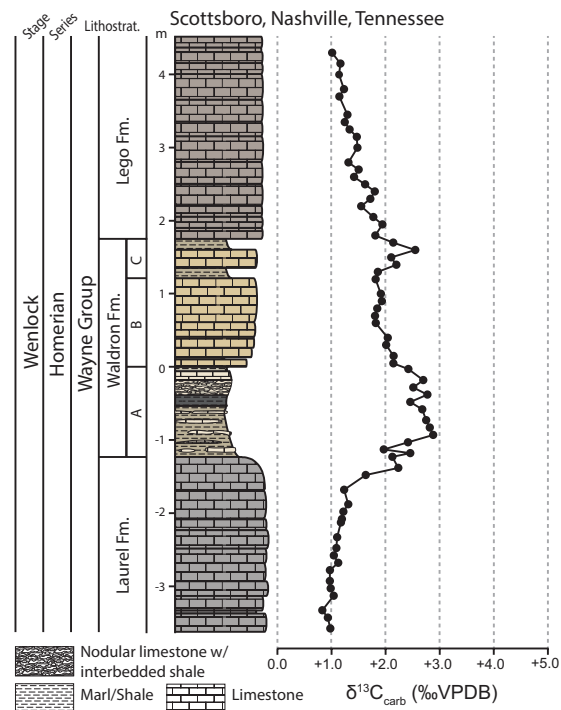 Scottsboro, Nashville, Tennessee
Stage
Series
Lithostrat.
m
4
3
2
1
0
-1
-2
-3
Wenlock
Homerian
Wayne Group
Lego Fm.
Waldron Fm.
C
B
A
Laurel Fm.
0.0 +1.0 +2.0 +3.0 +4.0 +5.0
δ¹³C_carb (‰VPDB)
Nodular limestone w/
interbedded shale
Marl/Shale
Limestone